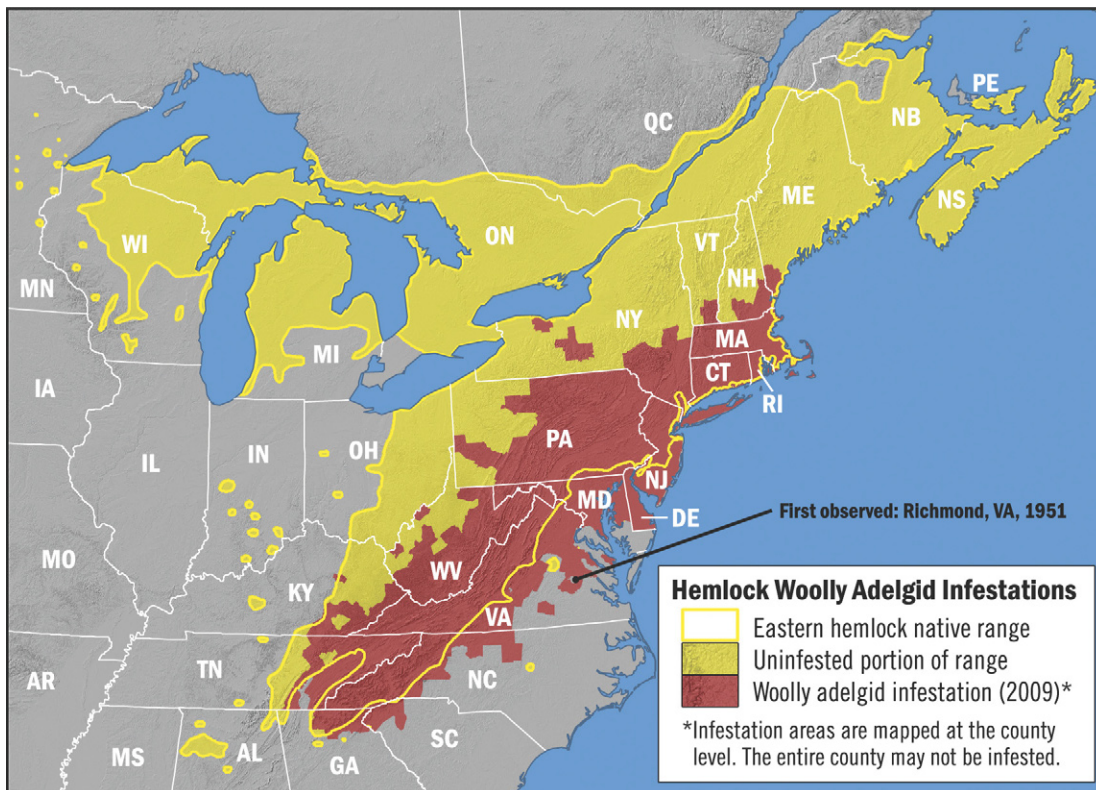 PE
QC
NB
ME
NS
ON
WI
VT
NH
MN
NY
MA
MI
CT
IA
RI
PA
OH
IN
IL
NJ
MD
DE
First observed: Richmond, VA, 1951
MO
WV
KY
VA
TN
NC
AR
SC
MS
AL
GA
Hemlock Woolly Adelgid Infestations
Eastern hemlock native range
Uninfested portion of range
Woolly adelgid infestation (2009)*
*Infestation areas are mapped at the county
level. The entire county may not be infested.